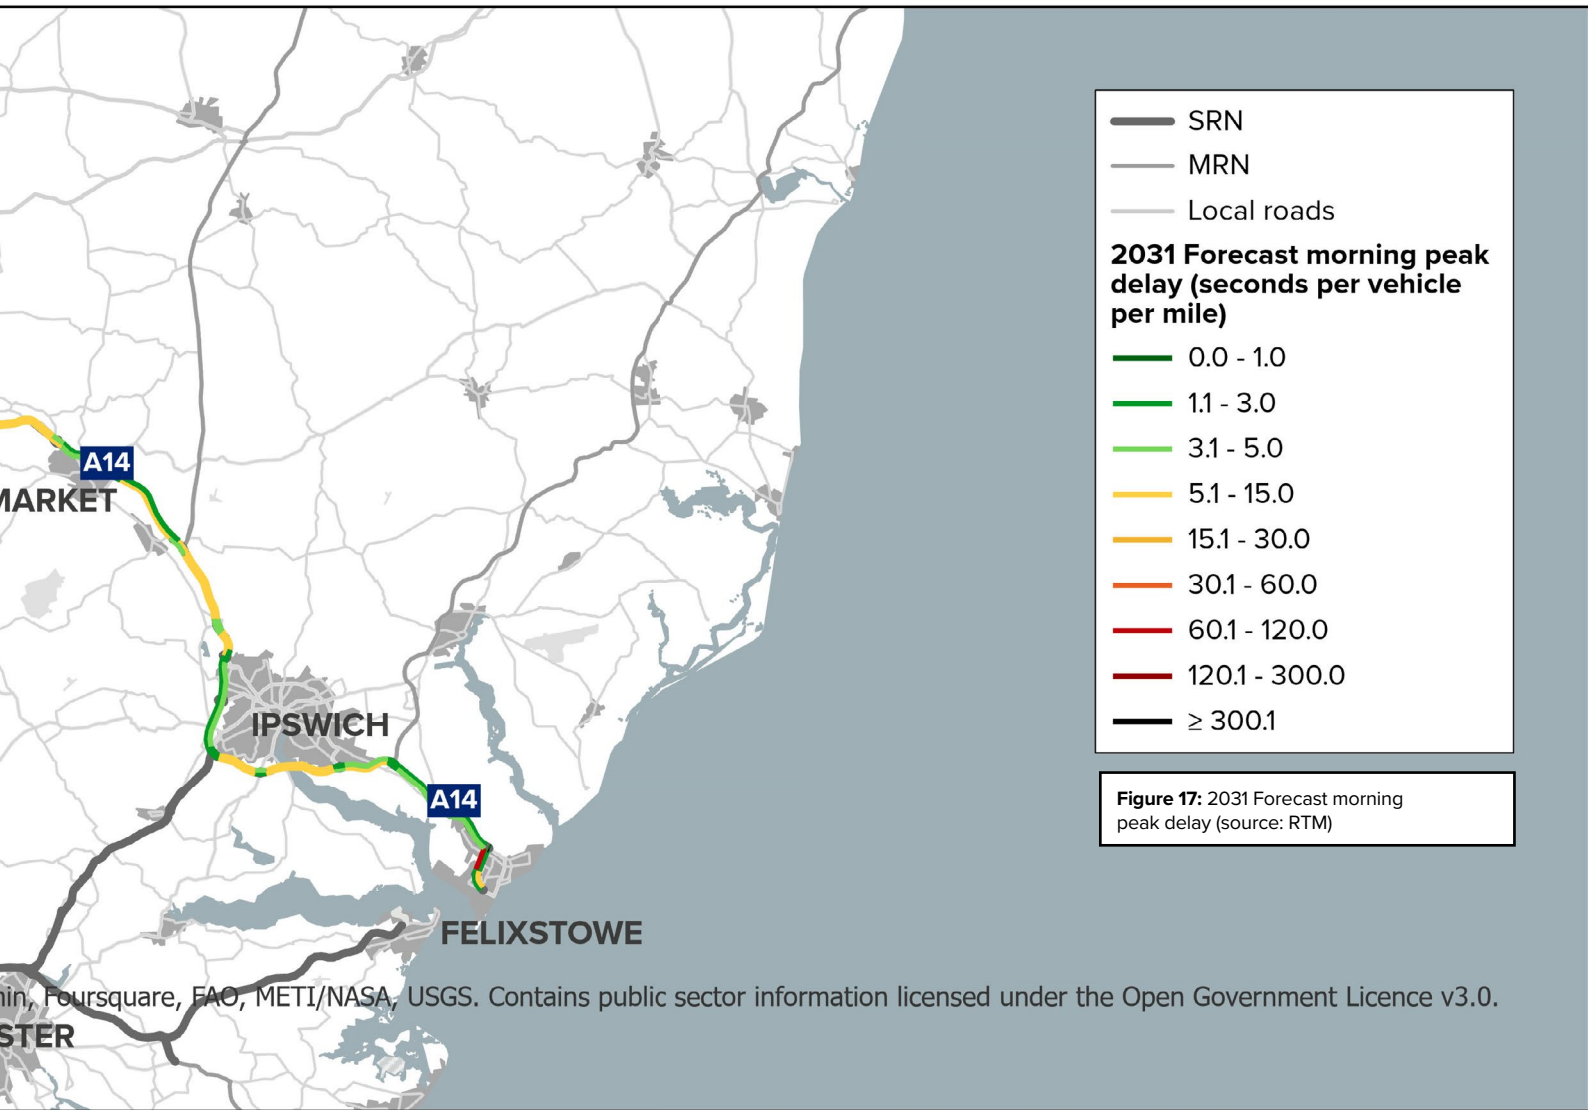 SRN
MRN
Local roads
2031 Forecast morning peak
delay (seconds per vehicle
per mile)
0.0 - 1.0
1.1 - 3.0
3.1 - 5.0
5.1 - 15.0
15.1 - 30.0
30.1 - 60.0
60.1 - 120.0
120.1 - 300.0
≥ 300.1
Figure 17: 2031 Forecast morning
peak delay (source: RTM)
A14
MARKET
IPSWICH
A14
FELIXSTOWE
min, Foursquare, FAO, METI/NASA, USGS. Contains public sector information licensed under the Open Government Licence v3.0.
STER